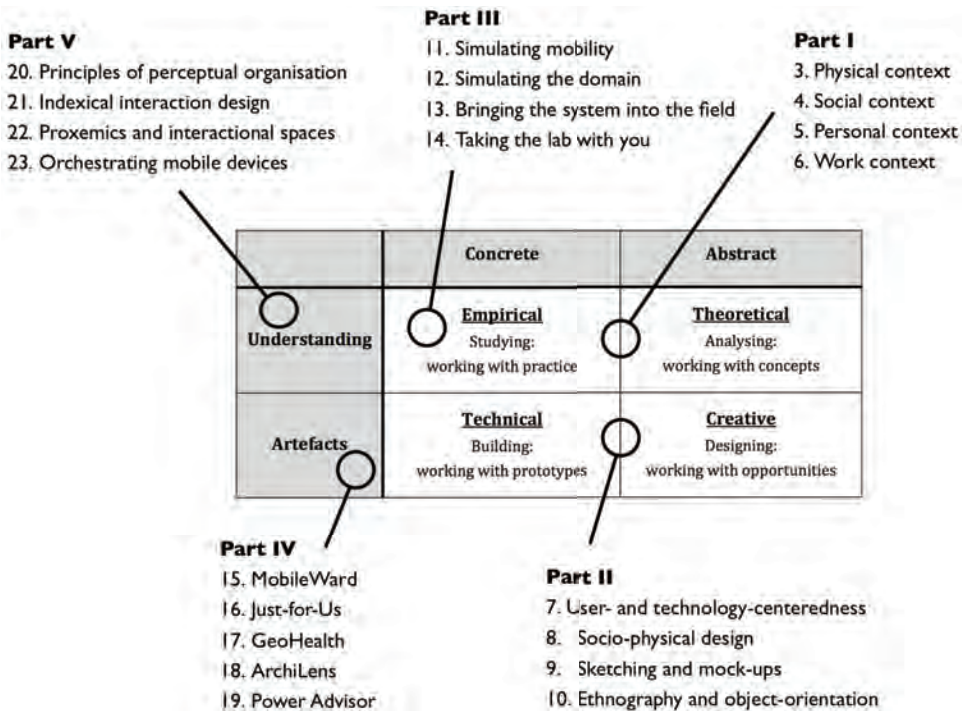 Part V
20. Principles of perceptual organisation
21. Indexical interaction design
22. Proxemics and interactional spaces
23. Orchestrating mobile devices
Part III
11. Simulating mobility
12. Simulating the domain
13. Bringing the system into the field
14. Taking the lab with you
Part I
3. Physical context
4. Social context
5. Personal context
6. Work context
Concrete
Abstract
Understanding
Empirical
Studying:
working with practice
Theoretical
Analysing:
working with concepts
Artefacts
Technical
Building:
working with prototypes
Creative
Designing:
working with opportunities
Part IV
15. MobileWard
16. Just-for-Us
17. GeoHealth
18. ArchiLens
19. Power Advisor
Part II
7. User- and technology-centeredness
8. Socio-physical design
9. Sketching and mock-ups
10. Ethnography and object-orientation